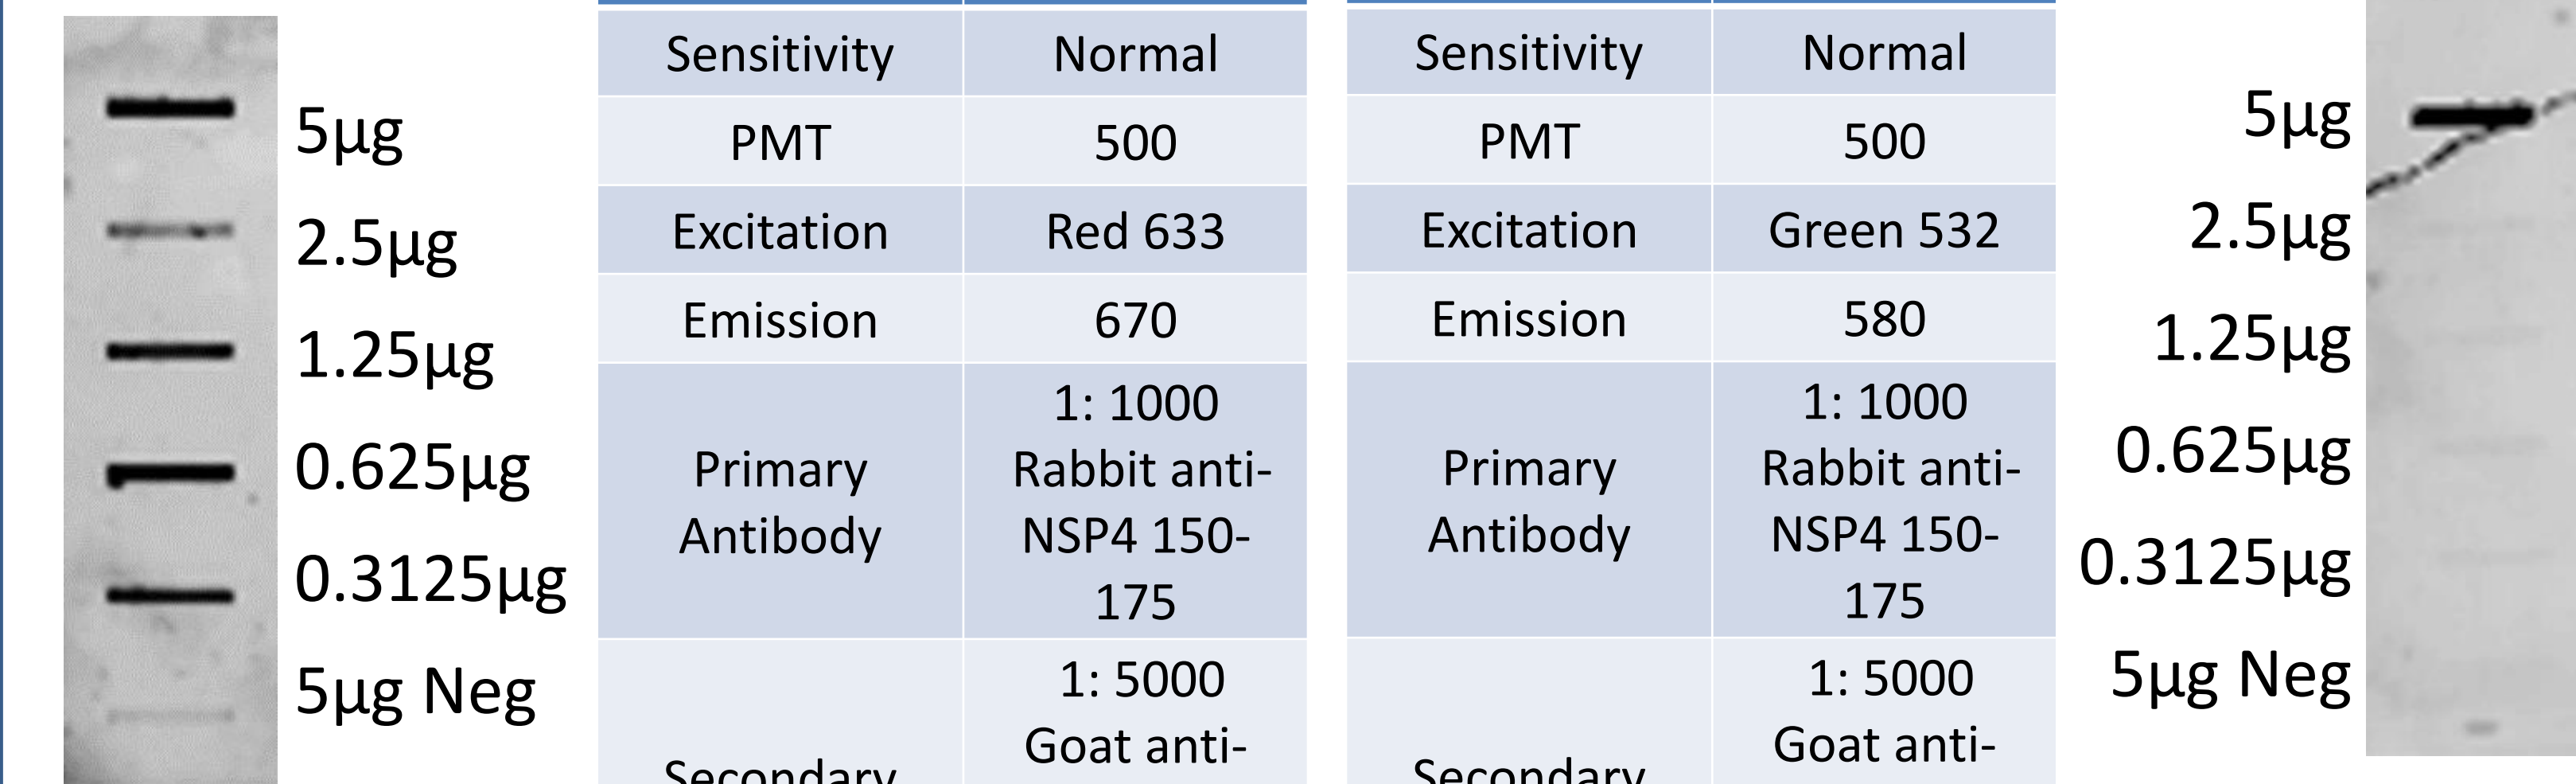 5µg
2.5µg
1.25µg
0.625µg
0.3125µg
5µg Neg
Sensitivity Normal
PMT 500
Excitation Red 633
Emission 670
Primary Antibody 1: 1000
Rabbit anti-
NSP4 150-
175
Secondary 1: 5000
Goat anti-
Sensitivity Normal
PMT 500
Excitation Green 532
Emission 580
Primary Antibody 1: 1000
Rabbit anti-
NSP4 150-
175
Secondary 1: 5000
Goat anti-
5µg
2.5µg
1.25µg
0.625µg
0.3125µg
5µg Neg